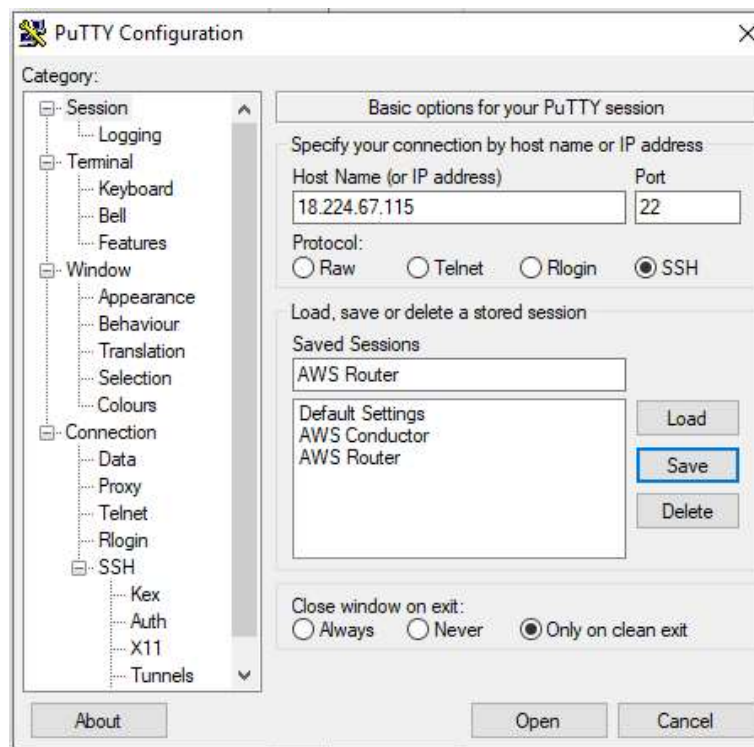 PuTTY Configuration
Category:
Session
Logging
Terminal
Keyboard
Bell
Features
Window
Appearance
Behaviour
Translation
Selection
Colours
Connection
Data
Proxy
Telnet
Rlogin
SSH
Kex
Auth
X11
Tunnels
Basic options for your PuTTY session
Specify your connection by host name or IP address
Host Name (or IP address) Port
18.224.67.115 22
Protocol:
Raw Telnet Rlogin SSH
Load, save or delete a stored session
Saved Sessions
AWS Router
Default Settings
AWS Conductor
AWS Router
Load
Save
Delete
Close window on exit:
Always Never Only on clean exit
About Open Cancel